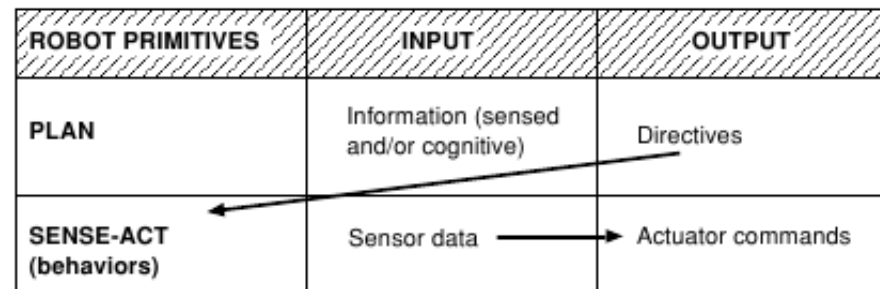 ROBOT PRIMITIVES INPUT OUTPUT
PLAN
Information (sensed
and/or cognitive)
Directives
SENSE-ACT
(behaviors)
Sensor data
Actuator commands